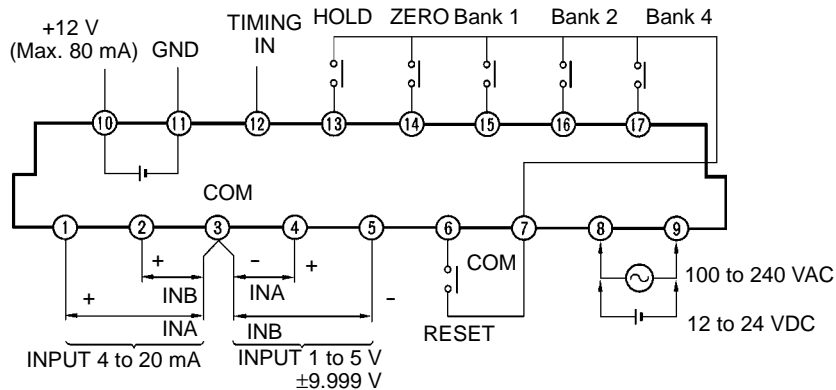 HOLD ZERO Bank 1 Bank 2 Bank 4
TIMING
IN
+12 V
(Max. 80 mA)
GND
10 11 12 13 14 15 16 17
COM
1 2 3 4 5 6 7 8 9
+ − +
INB INA COM
+ −
INA INB
RESET
100 to 240 VAC
12 to 24 VDC
INPUT 4 to 20 mA
INPUT 1 to 5 V
±9.999 V